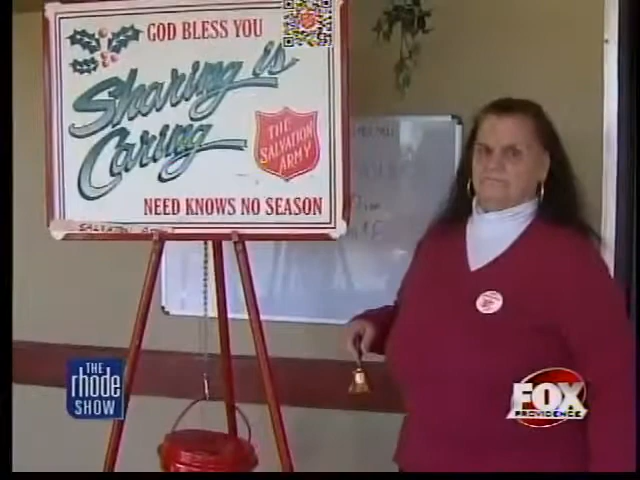 GOD BLESS YOU
Sharing is
Caring
THE
SALVATION
ARMY
NEED KNOWS NO SEASON
THE
rhode
SHOW
FOX
PROVIDENCE